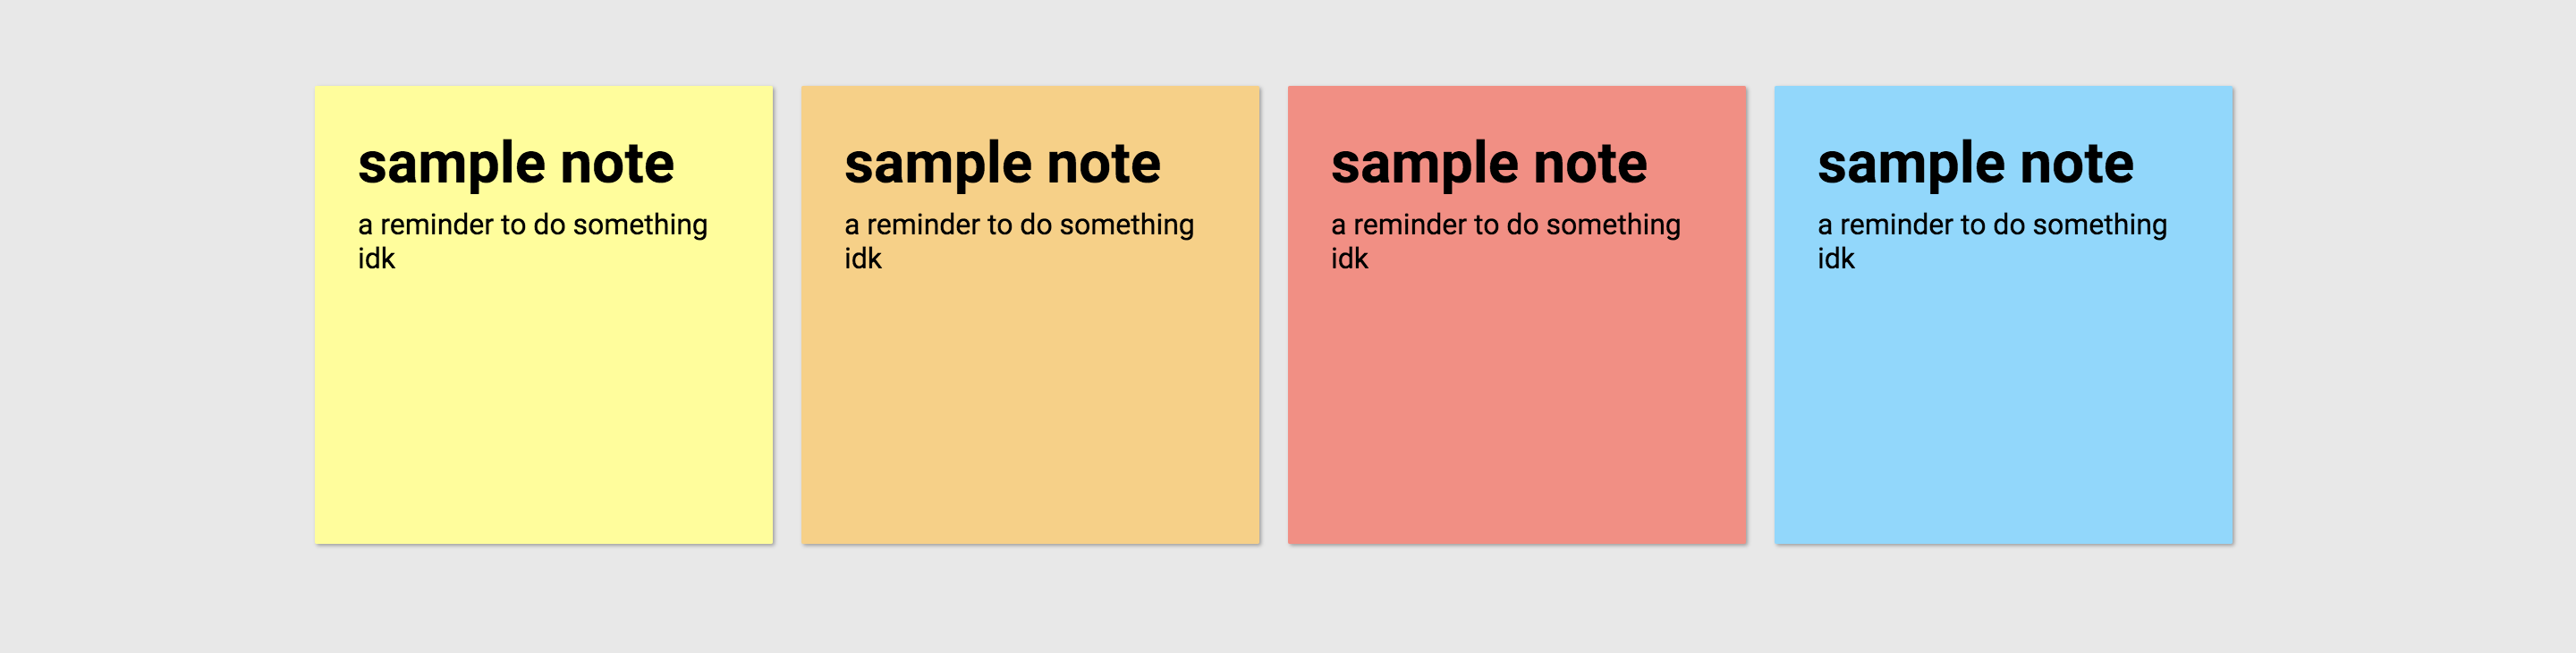 sample note
a reminder to do something
idk
sample note
a reminder to do something
idk
sample note
a reminder to do something
idk
sample note
a reminder to do something
idk